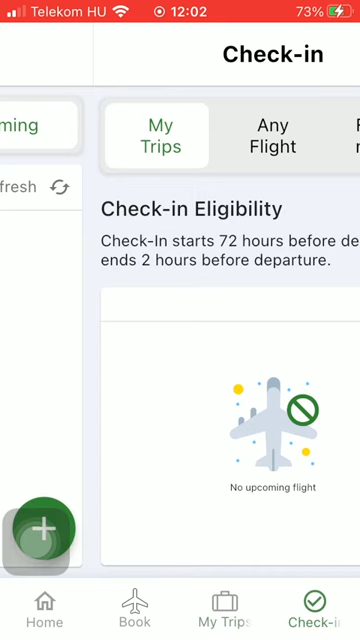 Telekom HU 12:02 73%
Check-in
ming
My
Trips
Any
Flight
F
n
fresh
Check-in Eligibility
Check-In starts 72 hours before de
ends 2 hours before departure.
No upcoming flight
Home
Book
My Trips
Check-in